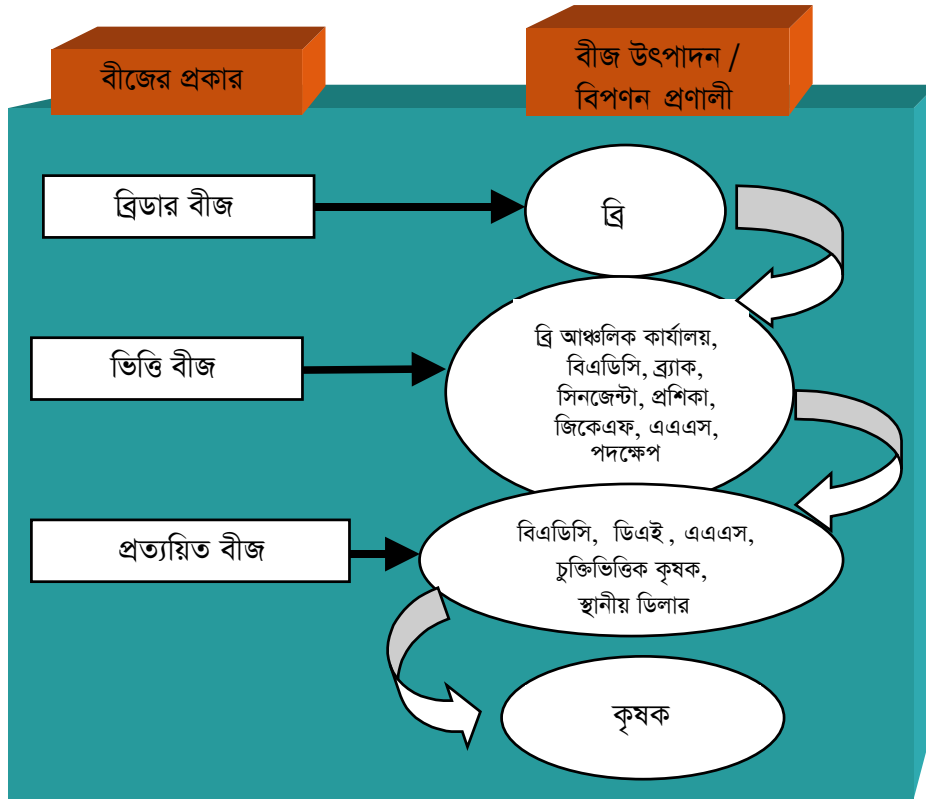 বীজের প্রকার
বীজ উৎপাদন /
বিপণন প্রণালী
ব্রিডার বীজ
ব্রি
ভিত্তি বীজ
ব্রি আঞ্চলিক কার্যালয়,
বিএডিসি, ব্র্যাক,
সিনজেন্টা, প্রশিকা,
জিকেএফ, এএএস,
পদক্ষেপ
প্রত্যয়িত বীজ
বিএডিসি, ডিএই , এএএস,
চুক্তিভিত্তিক কৃষক,
স্থানীয় ডিলার
কৃষক